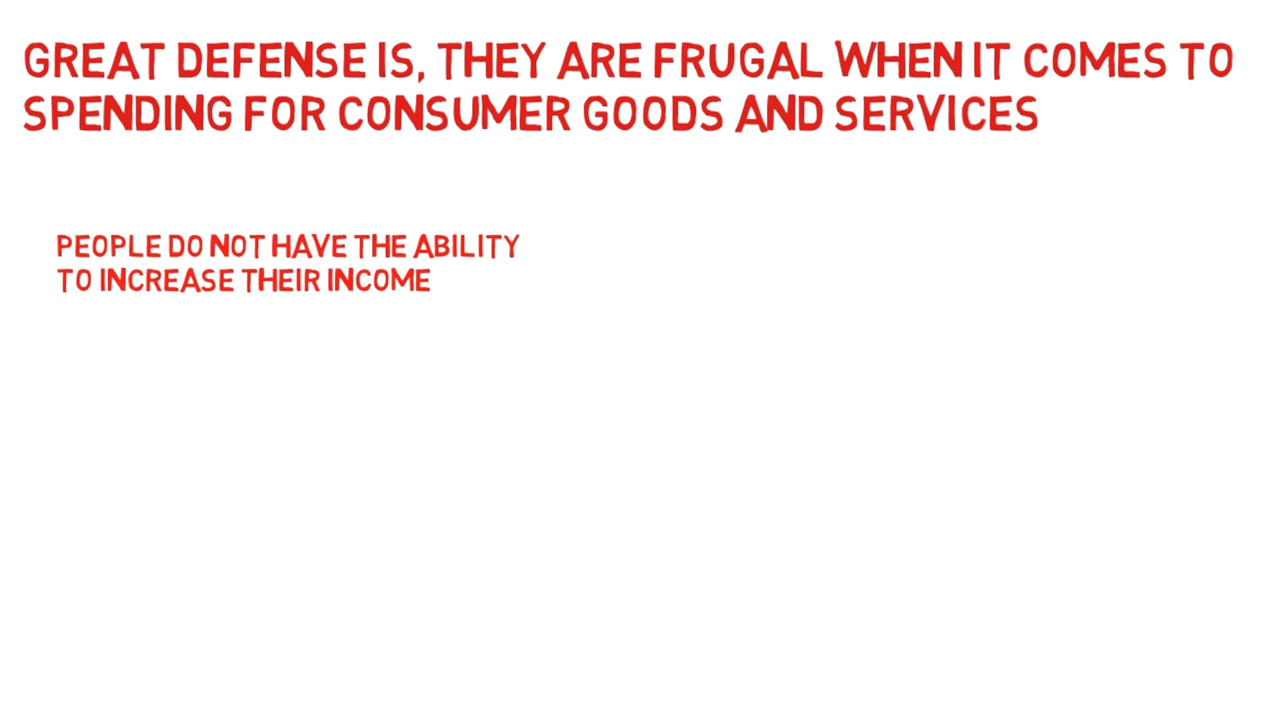 GREAT DEFENSE IS, THEY ARE FRUGAL WHEN IT COMES TO
SPENDING FOR CONSUMER GOODS AND SERVICES
PEOPLE DO NOT HAVE THE ABILITY
TO INCREASE THEIR INCOME